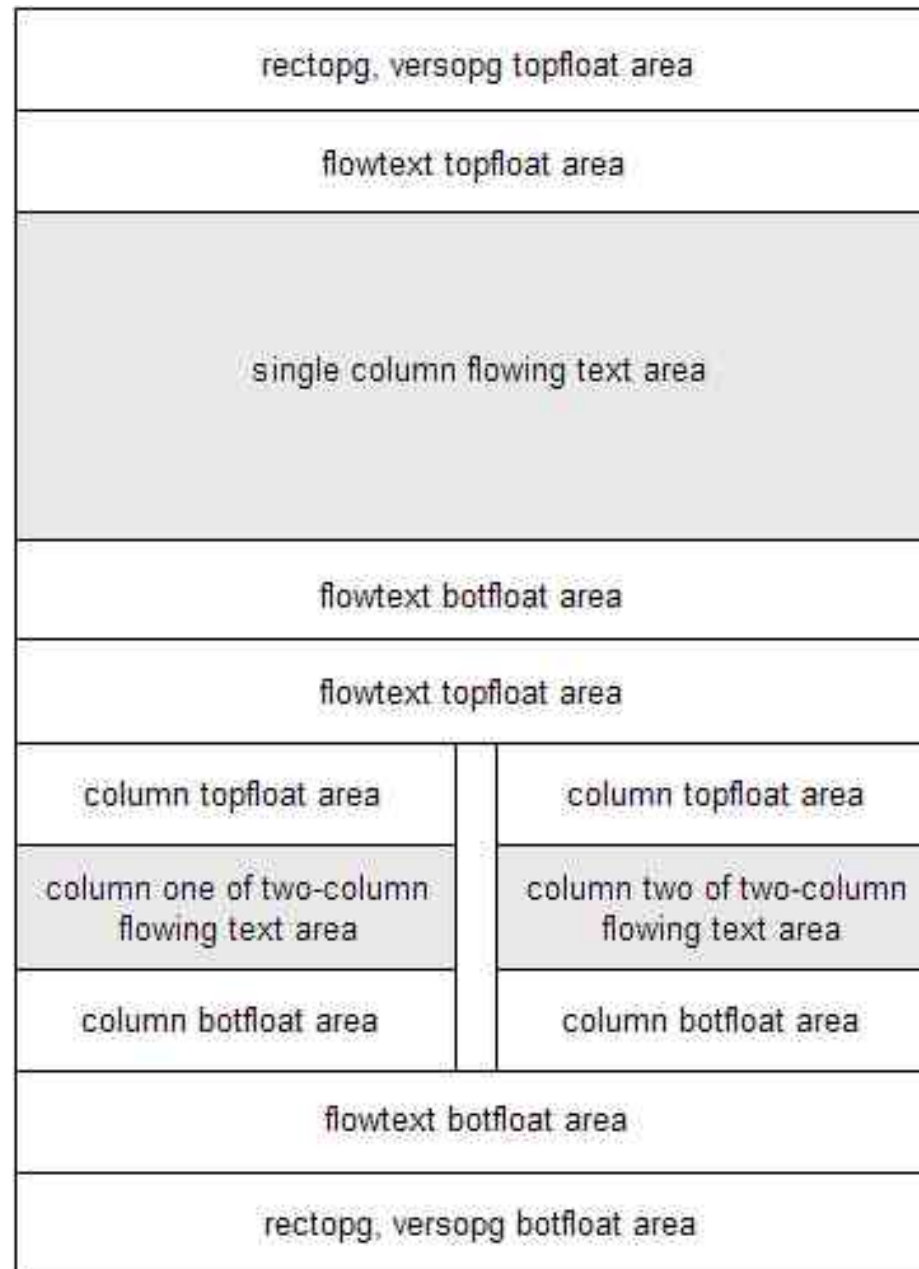 rectopg, versopg topfloat area
flowtext topfloat area
single column flowing text area
flowtext botfloat area
flowtext topfloat area
column topfloat area
column one of two-column
flowing text area
column botfloat area
column topfloat area
column two of two-column
flowing text area
column botfloat area
flowtext botfloat area
rectopg, versopg botfloat area